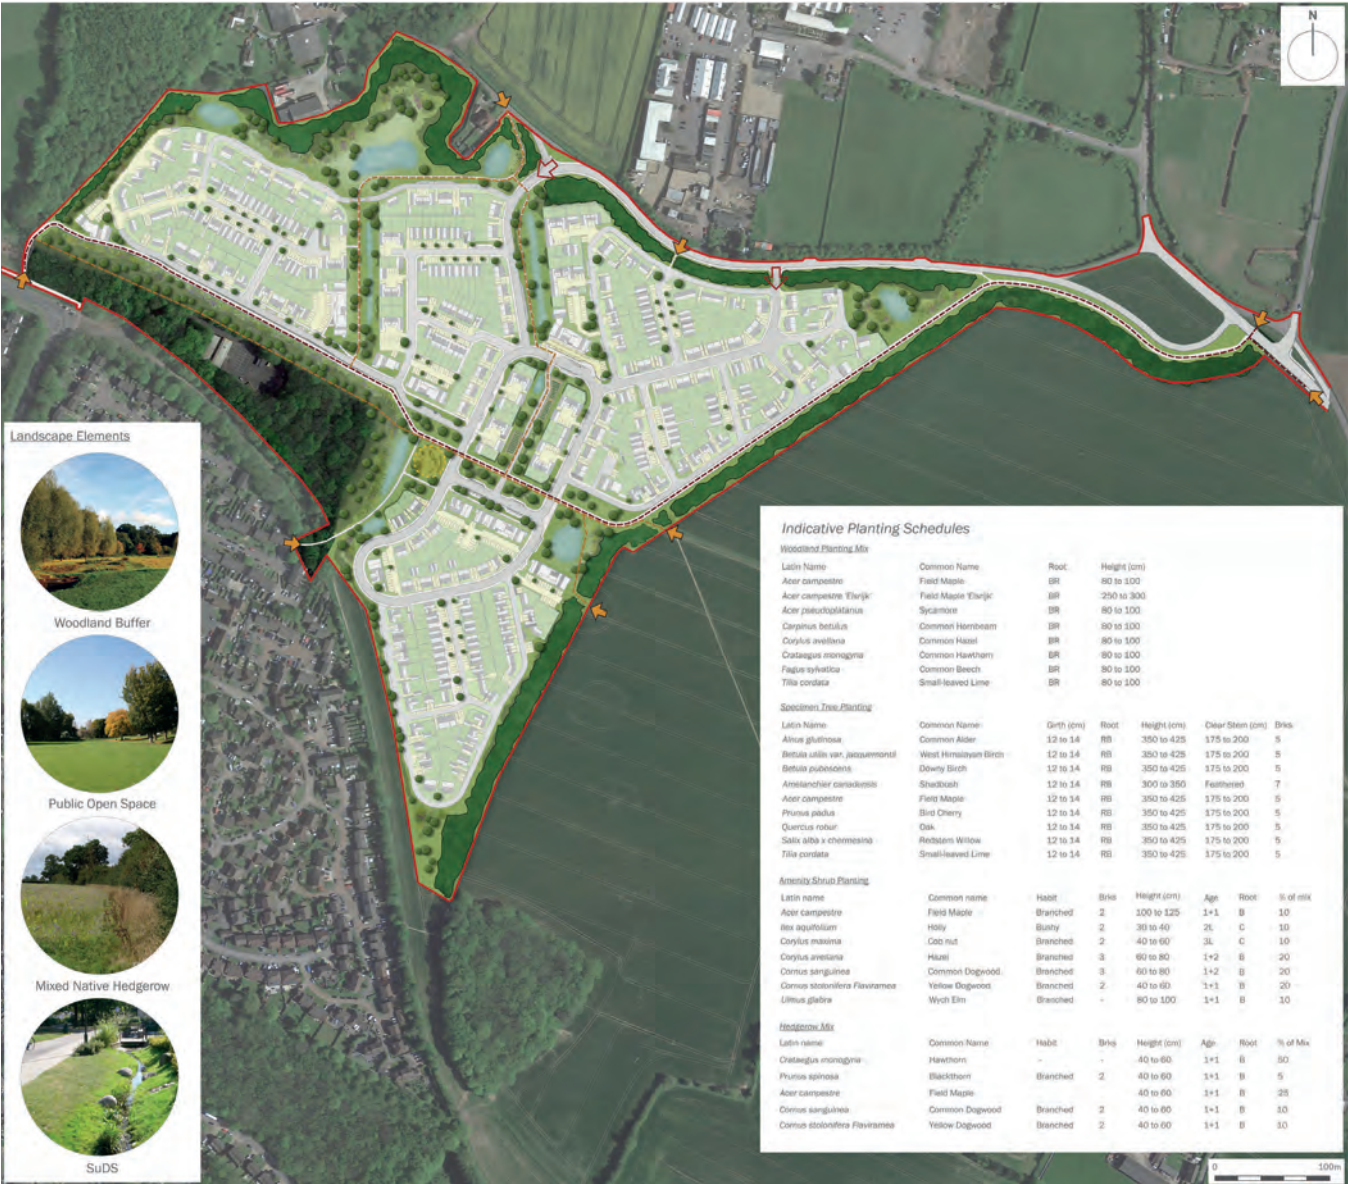 N
Landscape Elements
Woodland Buffer
Public Open Space
Mixed Native Hedgerow
SuDS
Indicative Planting Schedules
Woodland Planting Mix
Latin Name Common Name Root Height (cm)
Acer campestre Field Maple BR 80 to 100
Acer campestre 'Elsrijk' Field Maple 'Elsrijk' BR 250 to 300
Acer pseudoplatanus Sycamore BR 80 to 100
Carpinus betulus Common Hornbeam BR 80 to 100
Corylus avellana Common Hazel BR 80 to 100
Crataegus monogyna Common Hawthorn BR 80 to 100
Fagus sylvatica Common Beech BR 80 to 100
Tilia cordata Small-leaved Lime BR 80 to 100
Specimen Tree Planting
Latin Name Common Name Girth (cm) Root Height (cm) Clear Stem (cm) Brks
Alnus glutinosa Common Alder 12 to 14 RB 350 to 425 175 to 200 5
Betula utilis var. jacquemontii West Himalayan Birch 12 to 14 RB 350 to 425 175 to 200 5
Betula pubescens Downy Birch 12 to 14 RB 350 to 425 175 to 200 5
Amelanchier canadensis Shadbush 12 to 14 RB 300 to 350 Feathered 7
Acer campestre Field Maple 12 to 14 RB 350 to 425 175 to 200 5
Prunus padus Bird Cherry 12 to 14 RB 350 to 425 175 to 200 5
Quercus robur Oak 12 to 14 RB 350 to 425 175 to 200 5
Salix alba x chermesina Redstem Willow 12 to 14 RB 350 to 425 175 to 200 5
Tilia cordata Small-leaved Lime 12 to 14 RB 350 to 425 175 to 200 5
Amenity Shrub Planting
Latin name Common name Habit Brks Height (cm) Age Root % of mix
Acer campestre Field Maple Branched 2 100 to 125 1+1 B 10
Ilex aquifolium Holly Bushy 2 30 to 40 2L C 10
Corylus maxima Cob nut Branched 2 40 to 60 3L C 10
Corylus avellana Hazel Branched 3 60 to 80 1+2 B 20
Cornus sanguinea Common Dogwood Branched 3 60 to 80 1+2 B 20
Cornus stolonifera Flaviramea Yellow Dogwood Branched 2 40 to 60 1+1 B 20
Ulmus glabra Wych Elm Branched - 80 to 100 1+1 B 10
Hedgerow Mix
Latin name Common Name Habit Brks Height (cm) Age Root % of Mix
Crataegus monogyna Hawthorn - - 40 to 60 1+1 B 50
Prunus spinosa Blackthorn Branched 2 40 to 60 1+1 B 5
Acer campestre Field Maple 40 to 60 1+1 B 25
Cornus sanguinea Common Dogwood Branched 2 40 to 60 1+1 B 10
Cornus stolonifera Flaviramea Yellow Dogwood Branched 2 40 to 60 1+1 B 10
0 100m